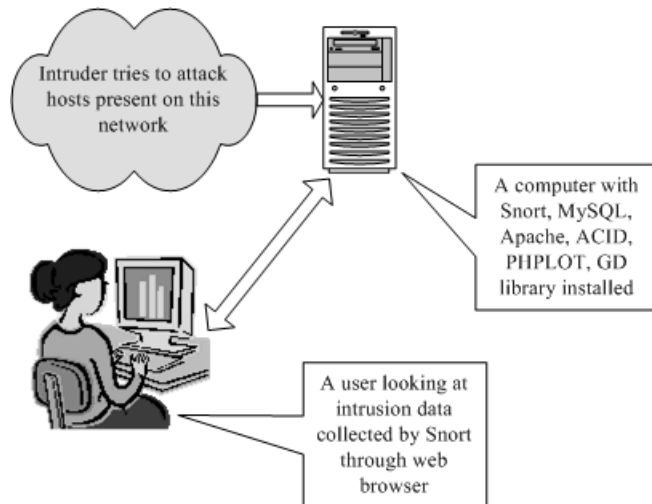 Intruder tries to attack
hosts present on this
network
A computer with
Snort, MySQL,
Apache, ACID,
PHPLOT, GD
library installed
A user looking at
intrusion data
collected by Snort
through web
browser